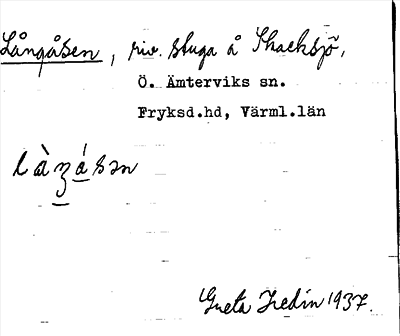 Långåsen, riv. stuga å Skacksjö,
Ö. Ämterviks sn.
Fryksd.hd, Värml.län
Greta Hedin 1937.